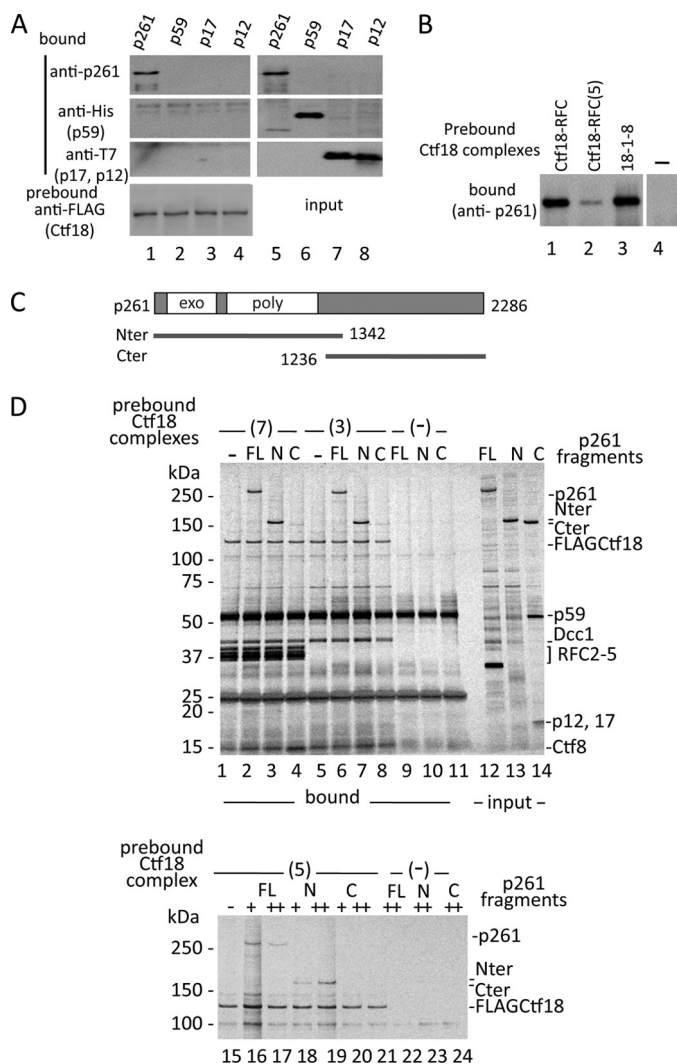 A
bound
p261 p59 p17 p12 p261 p59 p17 p12
anti-p261
anti-His
(p59)
anti-T7
(p17, p12)
prebound
anti-FLAG
(Ctf18)
input
1 2 3 4 5 6 7 8
B
Prebound
Ctf18 complexes
Ctf18-RFC
Ctf18-RFC(5)
18-1-8
–
bound
(anti- p261)
1 2 3 4
C
p261 exo poly 2286
Nter 1342
Cter 1236
D
prebound
Ctf18
complexes
(7) (3) (-)
– FL N C – FL N C FL N C FL N C
p261
fragments
kDa
250 -
150 -
100 -
75 -
50 -
37 -
25 -
20 -
15 -
-p261
Nter
Cter
-FLAGCtf18
-p59
Dcc1
] RFC2-5
-p12, 17
-Ctf8
1 2 3 4 5 6 7 8 9 10 11 12 13 14
bound
– input –
prebound
Ctf18
complex
(5) (-)
FL N C FL N C
- + ++ + ++ + ++ ++ ++ ++
p261
fragments
kDa
250 -
150 -
100 -
-p261
Nter
Cter
-FLAGCtf18
15 16 17 18 19 20 21 22 23 24